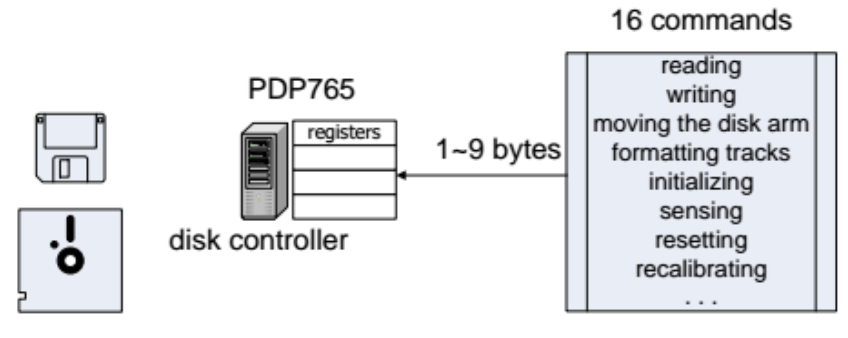 16 commands
PDP765
registers
1~9 bytes
disk controller
reading
writing
moving the disk arm
formatting tracks
initializing
sensing
resetting
recalibrating
. . .